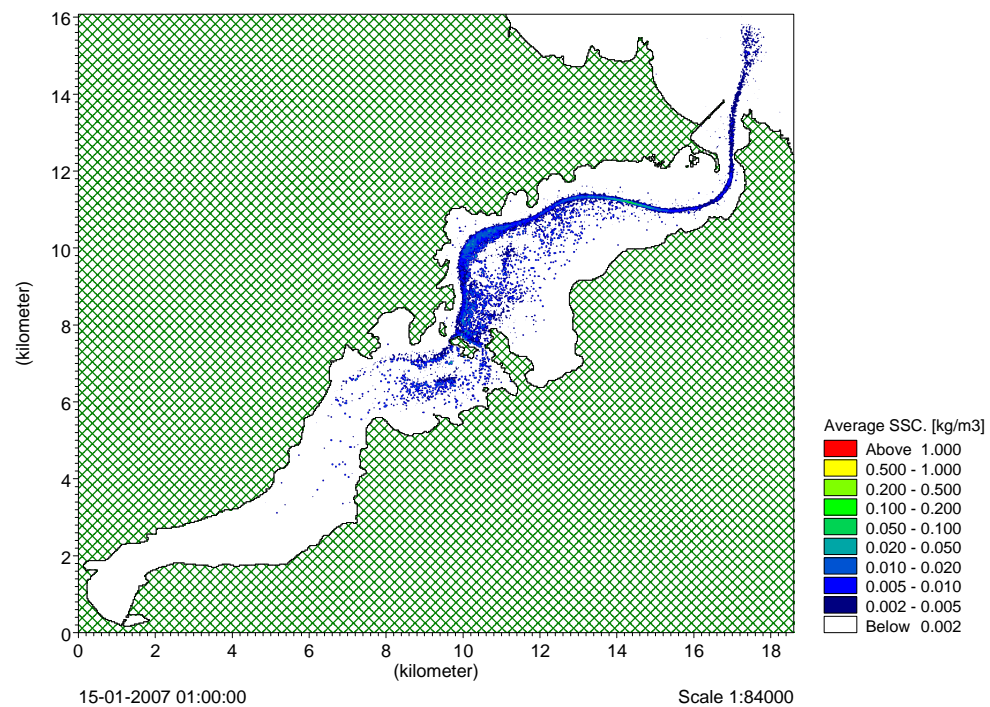 16
14
12
10
8
6
4
2
0
(kilometer)
0 2 4 6 8 10 12 14 16 18
(kilometer)
15-01-2007 01:00:00
Scale 1:84000
Average SSC. [kg/m3]
Above 1.000
0.500 - 1.000
0.200 - 0.500
0.100 - 0.200
0.050 - 0.100
0.020 - 0.050
0.010 - 0.020
0.005 - 0.010
0.002 - 0.005
Below 0.002